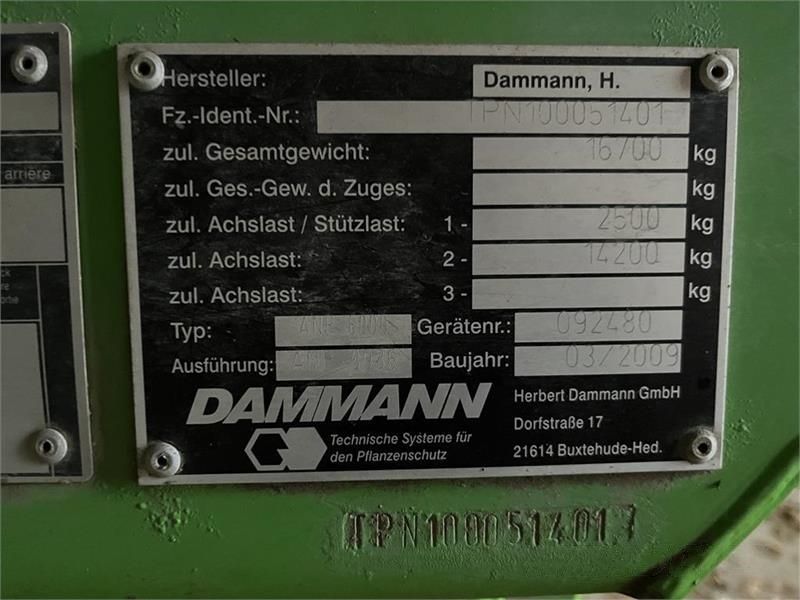 arrière
Hersteller: Dammann, H.
Fz.-Ident.-Nr.: TPN100051401
zul. Gesamtgewicht: 16700 kg
zul. Ges.-Gew. d. Zuges: kg
zul. Achslast / Stützlast: 1 - 2500 kg
zul. Achslast: 2 - 14200 kg
zul. Achslast: 3 - kg
Typ: Gerätenr.: 092480
Ausführung: Baujahr: 03/2009
DAMMANN
Technische Systeme für
den Pflanzenschutz
Herbert Dammann GmbH
Dorfstraße 17
21614 Buxtehude-Hed.
TPN100051401